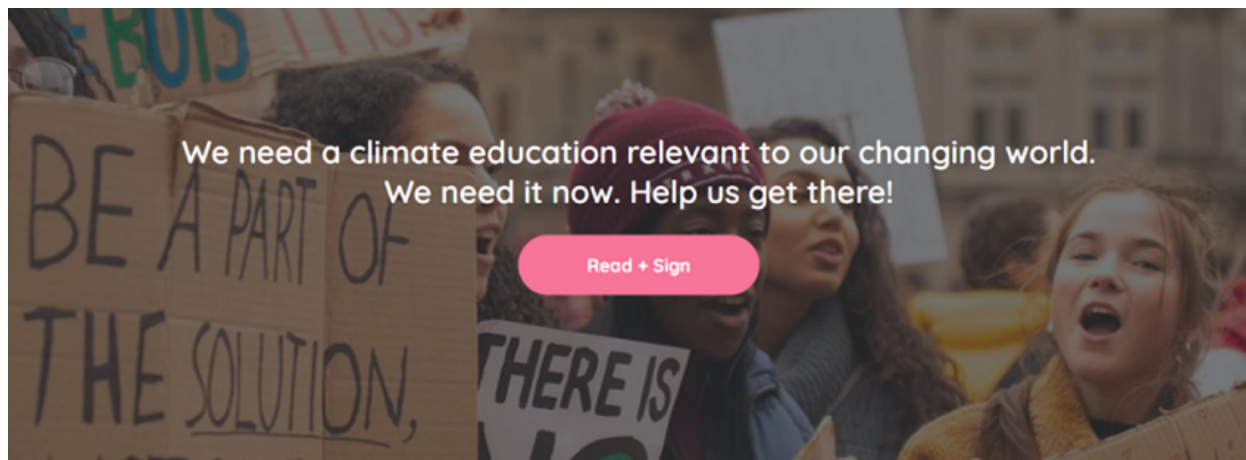 We need a climate education relevant to our changing world.
We need it now. Help us get there!
Read + Sign
BE A PART OF
THE SOLUTION,
THERE IS